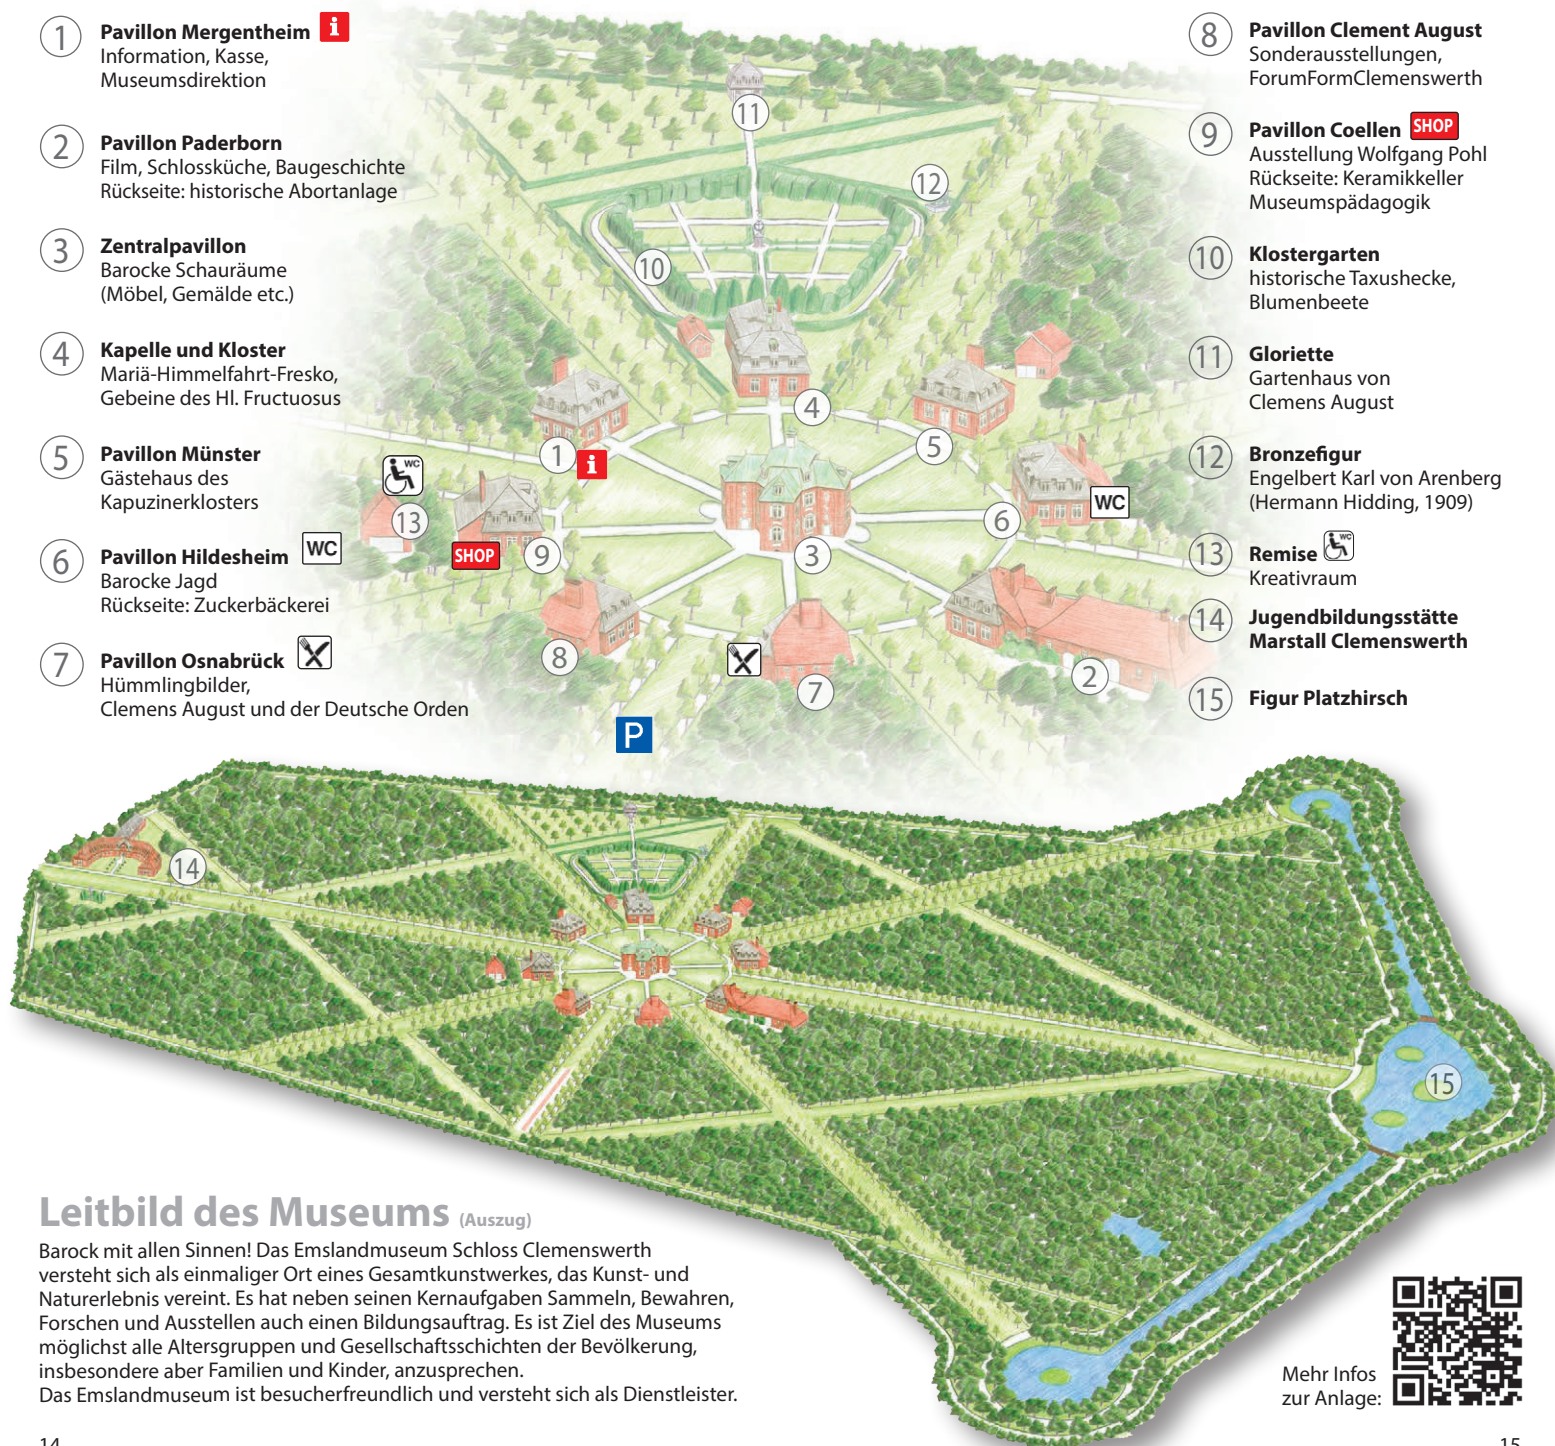 1 Pavillon Mergentheim i
Information, Kasse,
Museumsdirektion
2 Pavillon Paderborn
Film, Schlossküche, Baugeschichte
Rückseite: historische Abortanlage
3 Zentralpavillon
Barocke Schauräume
(Möbel, Gemälde etc.)
4 Kapelle und Kloster
Mariä-Himmelfahrt-Fresko,
Gebeine des Hl. Fructuosus
5 Pavillon Münster
Gästehaus des
Kapuzinerklosters
6 Pavillon Hildesheim WC
Barocke Jagd
Rückseite: Zuckerbäckerei
7 Pavillon Osnabrück
Hümmlingbilder,
Clemens August und der Deutsche Orden
8 Pavillon Clement August
Sonderausstellungen,
ForumFormClemenswerth
9 Pavillon Coellen SHOP
Ausstellung Wolfgang Pohl
Rückseite: Keramikkeller
Museumspädagogik
10 Klostergarten
historische Taxushecke,
Blumenbeete
11 Gloriette
Gartenhaus von
Clemens August
12 Bronzefigur
Engelbert Karl von Arenberg
(Hermann Hidding, 1909)
13 Remise WC
Kreativraum
14 Jugendbildungsstätte
Marstall Clemenswerth
15 Figur Platzhirsch
11
12
10
4
5
1 i
WC
13
6
WC
SHOP
9
3
8
7
2
P
14
15
Leitbild des Museums (Auszug)
Barock mit allen Sinnen! Das Emslandmuseum Schloss Clemenswerth
versteht sich als einmaliger Ort eines Gesamtkunstwerkes, das Kunst- und
Naturerlebnis vereint. Es hat neben seinen Kernaufgaben Sammeln, Bewahren,
Forschen und Ausstellen auch einen Bildungsauftrag. Es ist Ziel des Museums
möglichst alle Altersgruppen und Gesellschaftsschichten der Bevölkerung,
insbesondere aber Familien und Kinder, anzusprechen.
Das Emslandmuseum ist besucherfreundlich und versteht sich als Dienstleister.
Mehr Infos
zur Anlage:
14
15